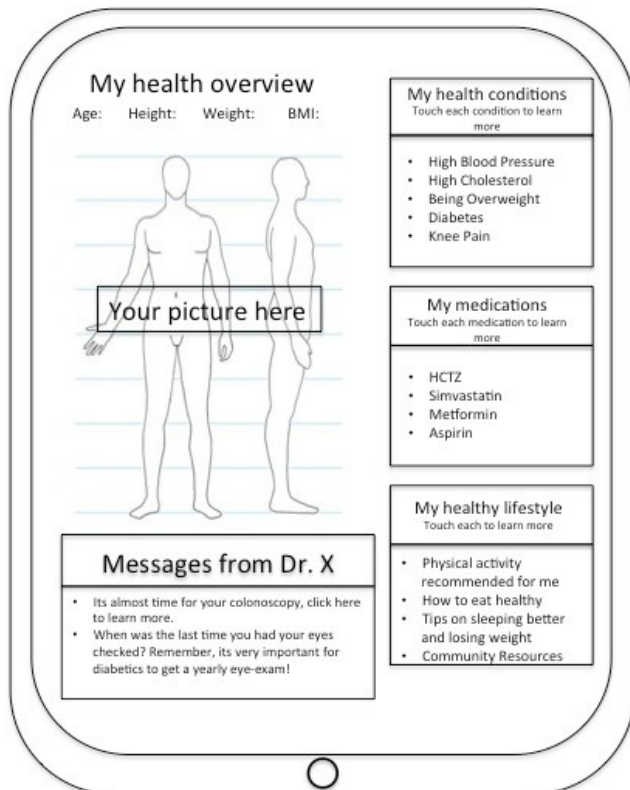 My health overview
Age: Height: Weight: BMI:
Your picture here
Messages from Dr. X
• Its almost time for your colonoscopy, click here
to learn more.
• When was the last time you had your eyes
checked? Remember, its very important for
diabetics to get a yearly eye-exam!
My health conditions
Touch each condition to learn
more
• High Blood Pressure
• High Cholesterol
• Being Overweight
• Diabetes
• Knee Pain
My medications
Touch each medication to learn
more
• HCTZ
• Simvastatin
• Metformin
• Aspirin
My healthy lifestyle
Touch each to learn more
• Physical activity
recommended for me
• How to eat healthy
• Tips on sleeping better
and losing weight
• Community Resources